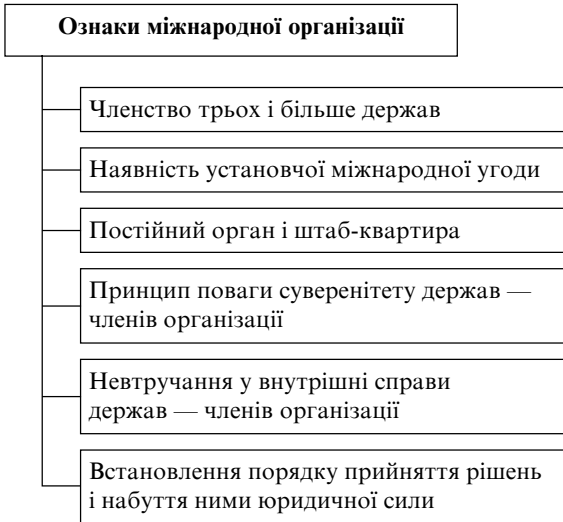 Ознаки міжнародної організації
Членство трьох і більше держав
Наявність установчої міжнародної угоди
Постійний орган і штаб-квартира
Принцип поваги суверенітету держав —
членів організації
Невтручання у внутрішні справи
держав — членів організації
Встановлення порядку прийняття рішень
і набуття ними юридичної сили